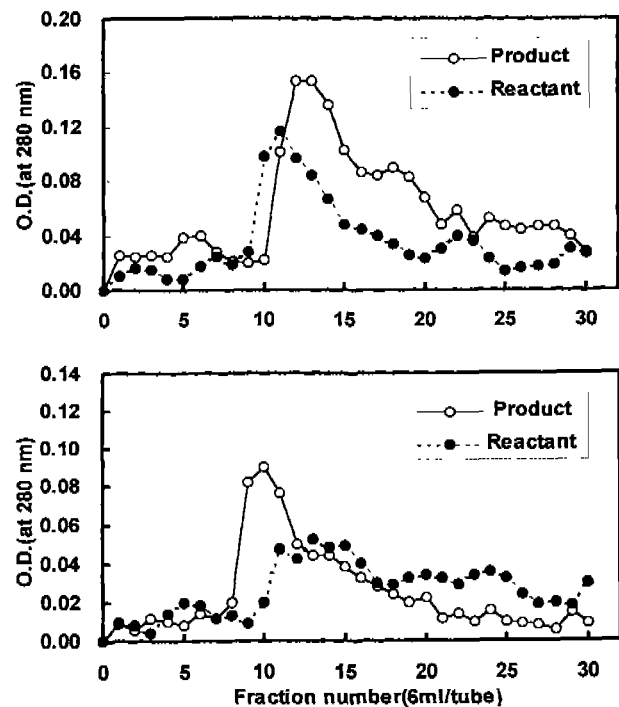 0.20
0.16
0.12
0.08
0.04
0.00
O.D.(at 280 nm)
Product
Reactant
0 5 10 15 20 25 30
0.14
0.12
0.10
0.08
0.06
0.04
0.02
0.00
O.D.(at 280 nm)
Product
Reactant
0 5 10 15 20 25 30
Fraction number(6ml/tube)